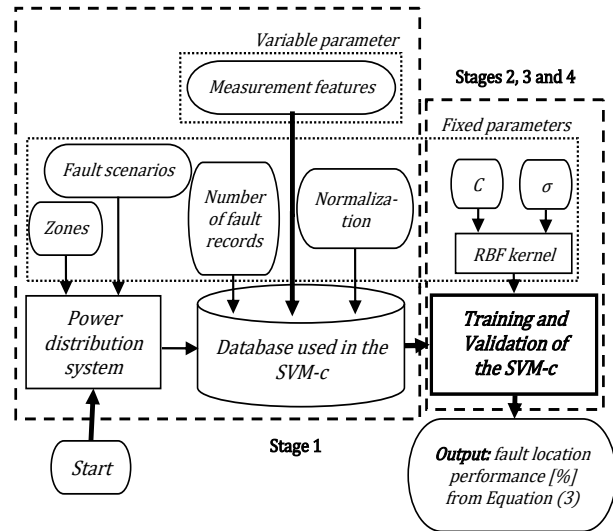 Variable parameter
Measurement features
Stages 2, 3 and 4
Fixed parameters
Fault scenarios
Zones
Number
of fault
records
Normaliza-
tion
C
σ
RBF kernel
Power
distribution
system
Database used in the
SVM-c
Training and
Validation of
the SVM-c
Stage 1
Start
Output: fault location
performance [%]
from Equation (3)